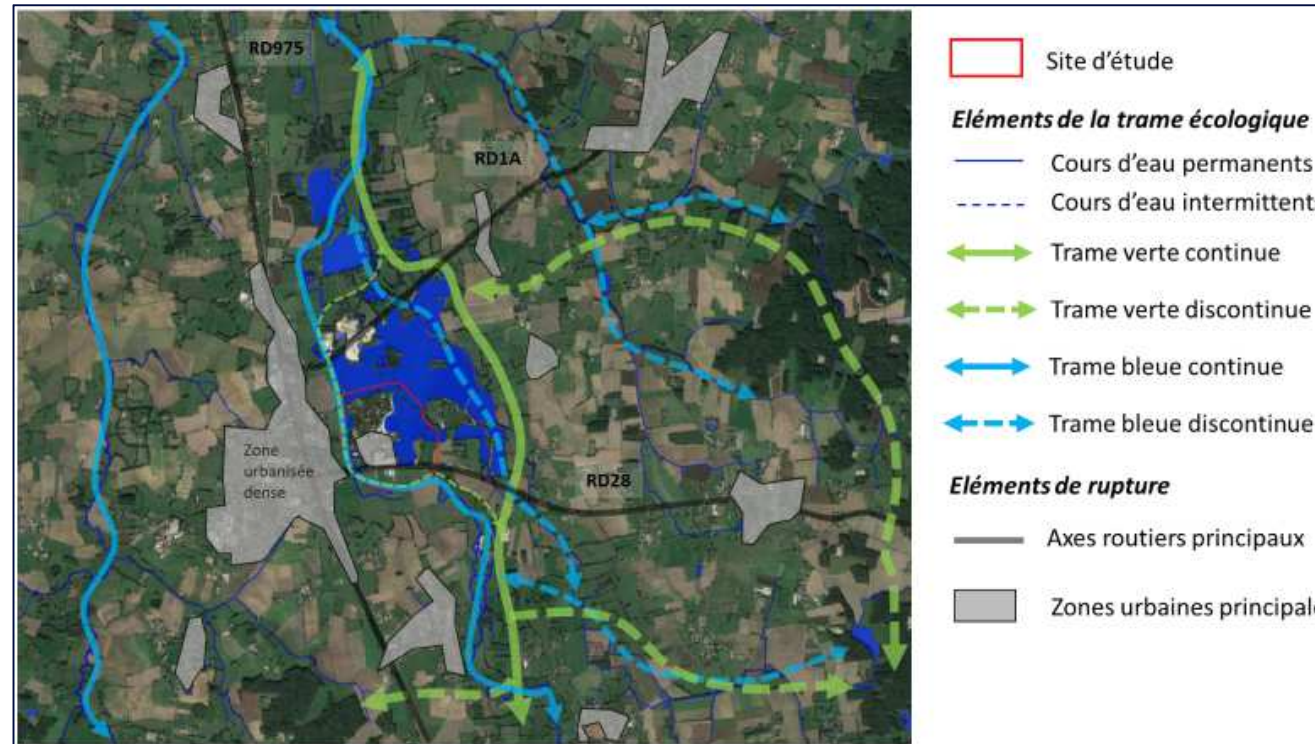 RD975
RD1A
Zone
urbanisée
dense
RD28
Site d'étude
Eléments de la trame écologique
Cours d'eau permanents
Cours d'eau intermittent
Trame verte continue
Trame verte discontinue
Trame bleue continue
Trame bleue discontinue
Eléments de rupture
Axes routiers principaux
Zones urbaines principale